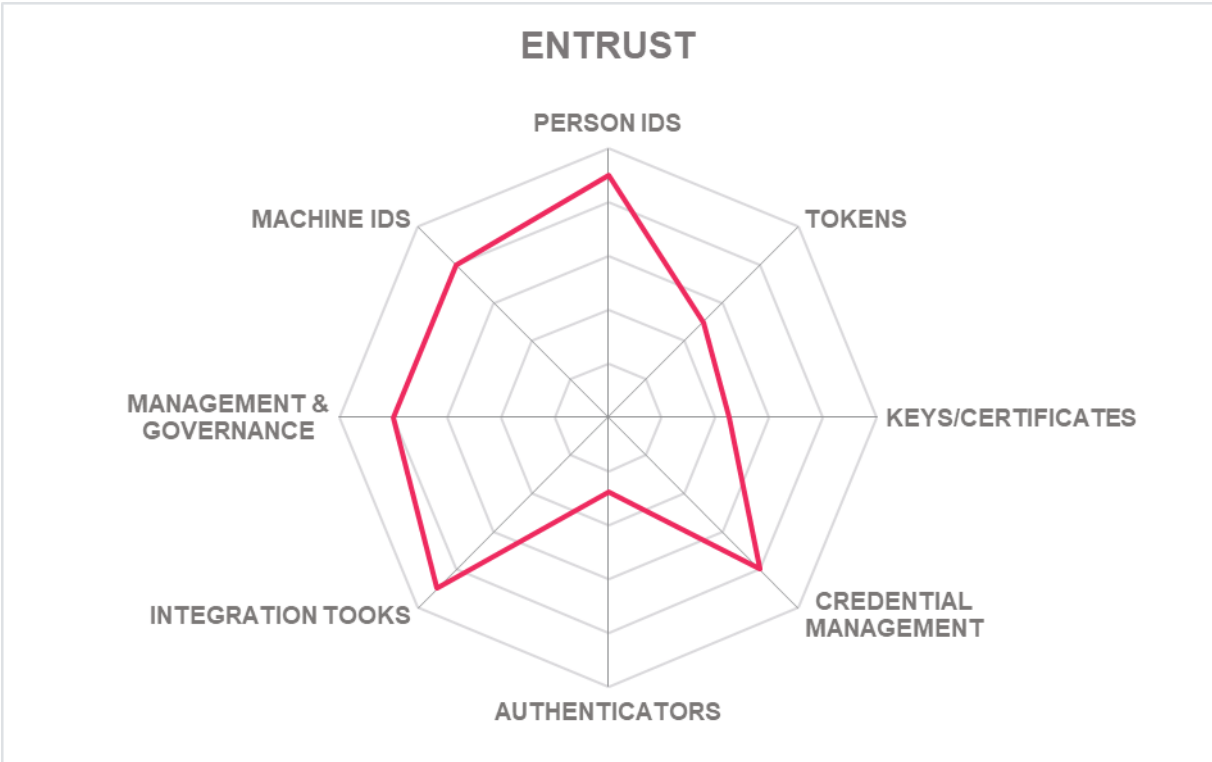 ENTRUST
PERSON IDS
MACHINE IDS
TOKENS
MANAGEMENT &
GOVERNANCE
KEYS/CERTIFICATES
INTEGRATION TOOKS
CREDENTIAL
MANAGEMENT
AUTHENTICATORS